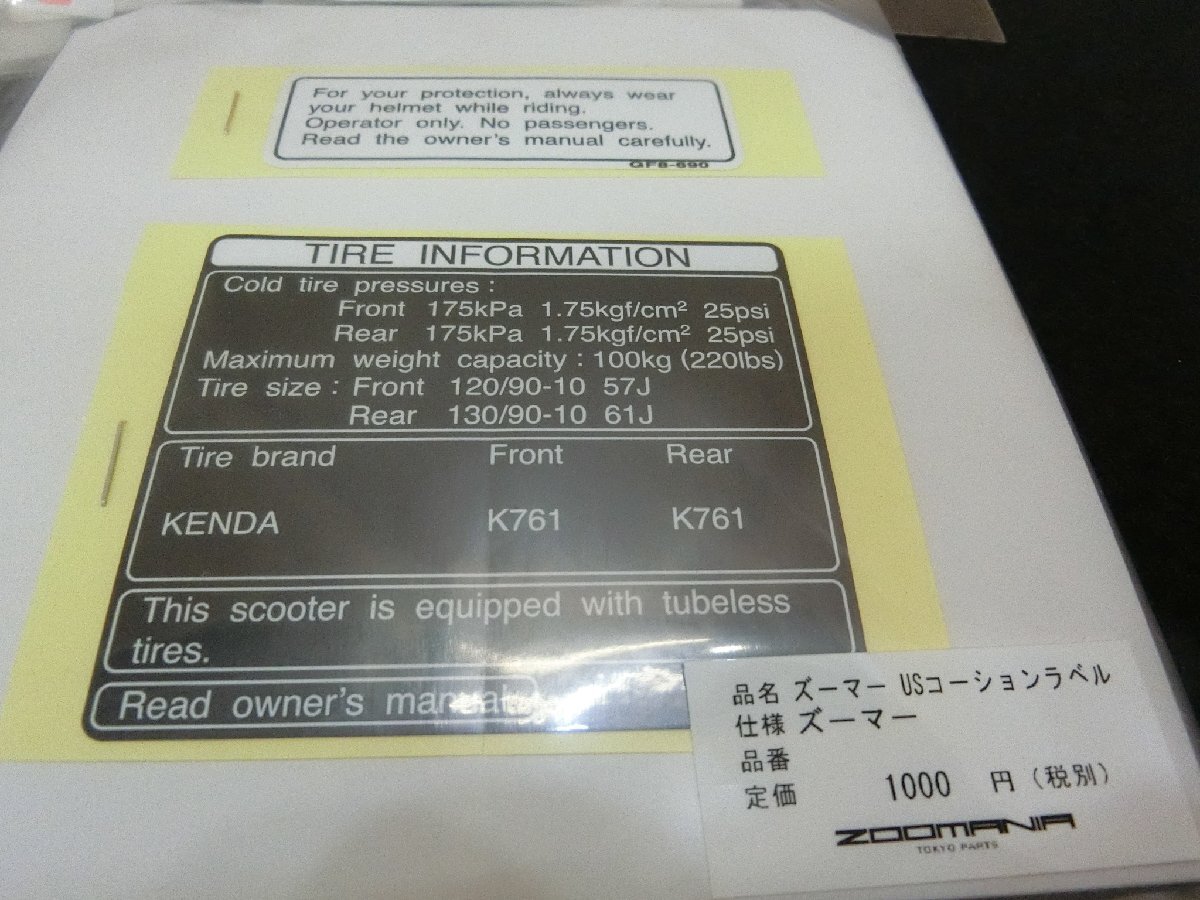 For your protection, always wear
your helmet while riding.
Operator only. No passengers.
Read the owner's manual carefully.
GF8-690
TIRE INFORMATION
Cold tire pressures :
Front 175kPa 1.75kgf/cm² 25psi
Rear 175kPa 1.75kgf/cm² 25psi
Maximum weight capacity : 100kg (220lbs)
Tire size : Front 120/90-10 57J
Rear 130/90-10 61J
Tire brand Front Rear
KENDA K761 K761
This scooter is equipped with tubeless
tires.
Read owner's manual
品名 ズーマー USコーションラベル
仕様 ズーマー
品番
定価 1000 円 (税別)
ZOOMANIA
TOKYO PARTS